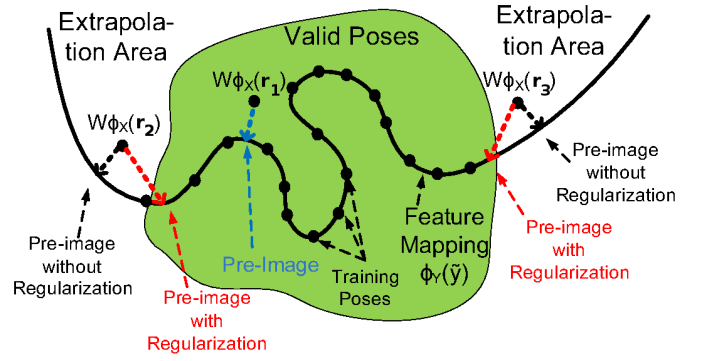 Extrapola-
tion Area
Valid Poses
Extrapola-
tion Area
WϕX(r1)
WϕX(r3)
WϕX(r2)
Pre-image
without
Regularization
Pre-image
without
Regularization
Feature
Mapping
ϕY(ỹ)
Pre-image
with
Regularization
Pre-Image
Training
Poses
Pre-image
with
Regularization